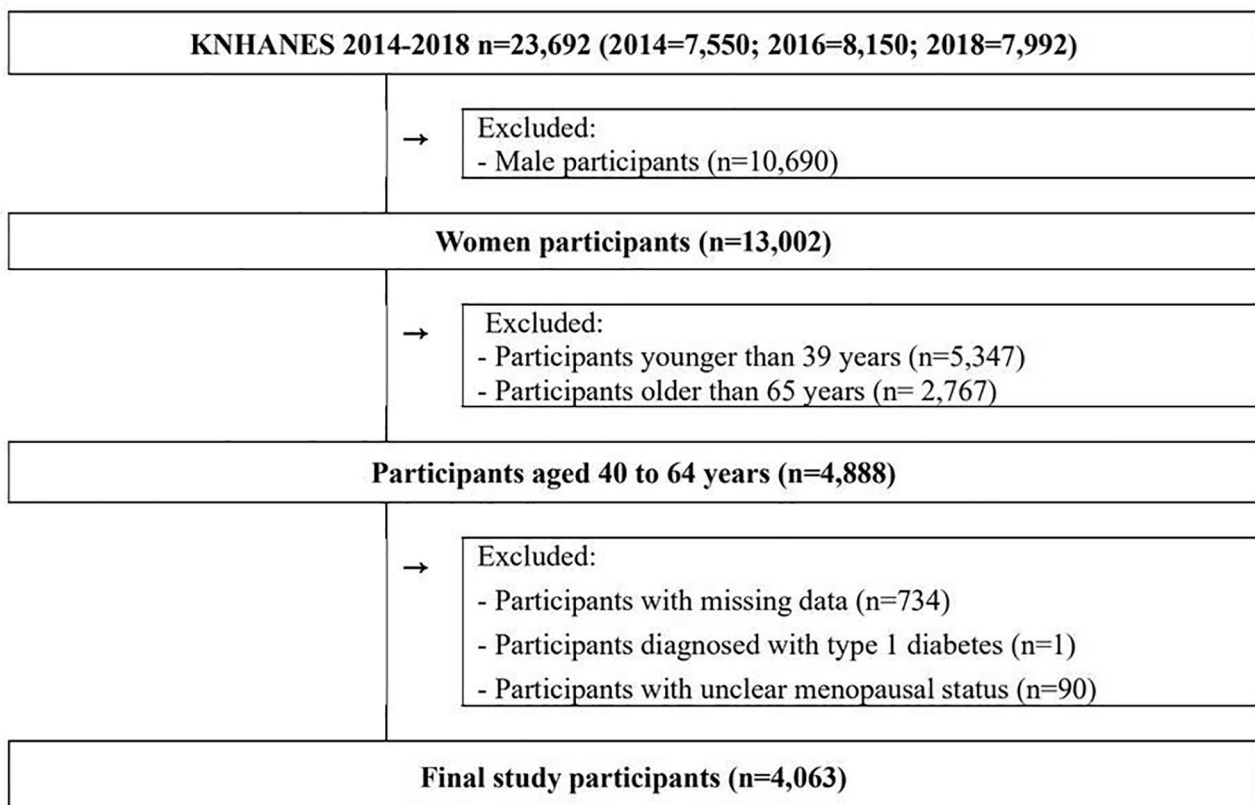 KNHANES 2014-2018 n=23,692 (2014=7,550; 2016=8,150; 2018=7,992)
→
Excluded:
- Male participants (n=10,690)
Women participants (n=13,002)
→
Excluded:
- Participants younger than 39 years (n=5,347)
- Participants older than 65 years (n= 2,767)
Participants aged 40 to 64 years (n=4,888)
→
Excluded:
- Participants with missing data (n=734)
- Participants diagnosed with type 1 diabetes (n=1)
- Participants with unclear menopausal status (n=90)
Final study participants (n=4,063)